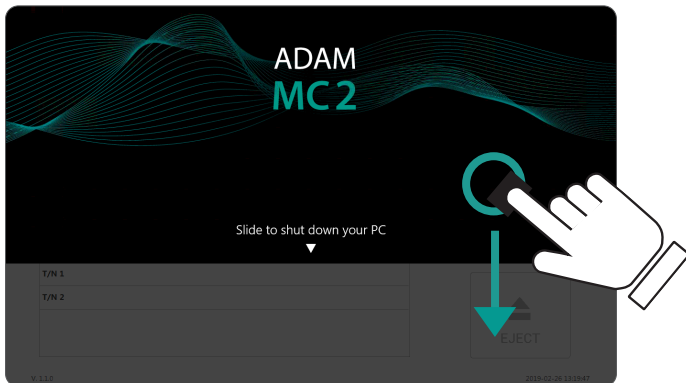 ADAM
MC2
Slide to shut down your PC
T/N 1
T/N 2
EJECT
V. 1.1.0
2019-02-26 13:19:47